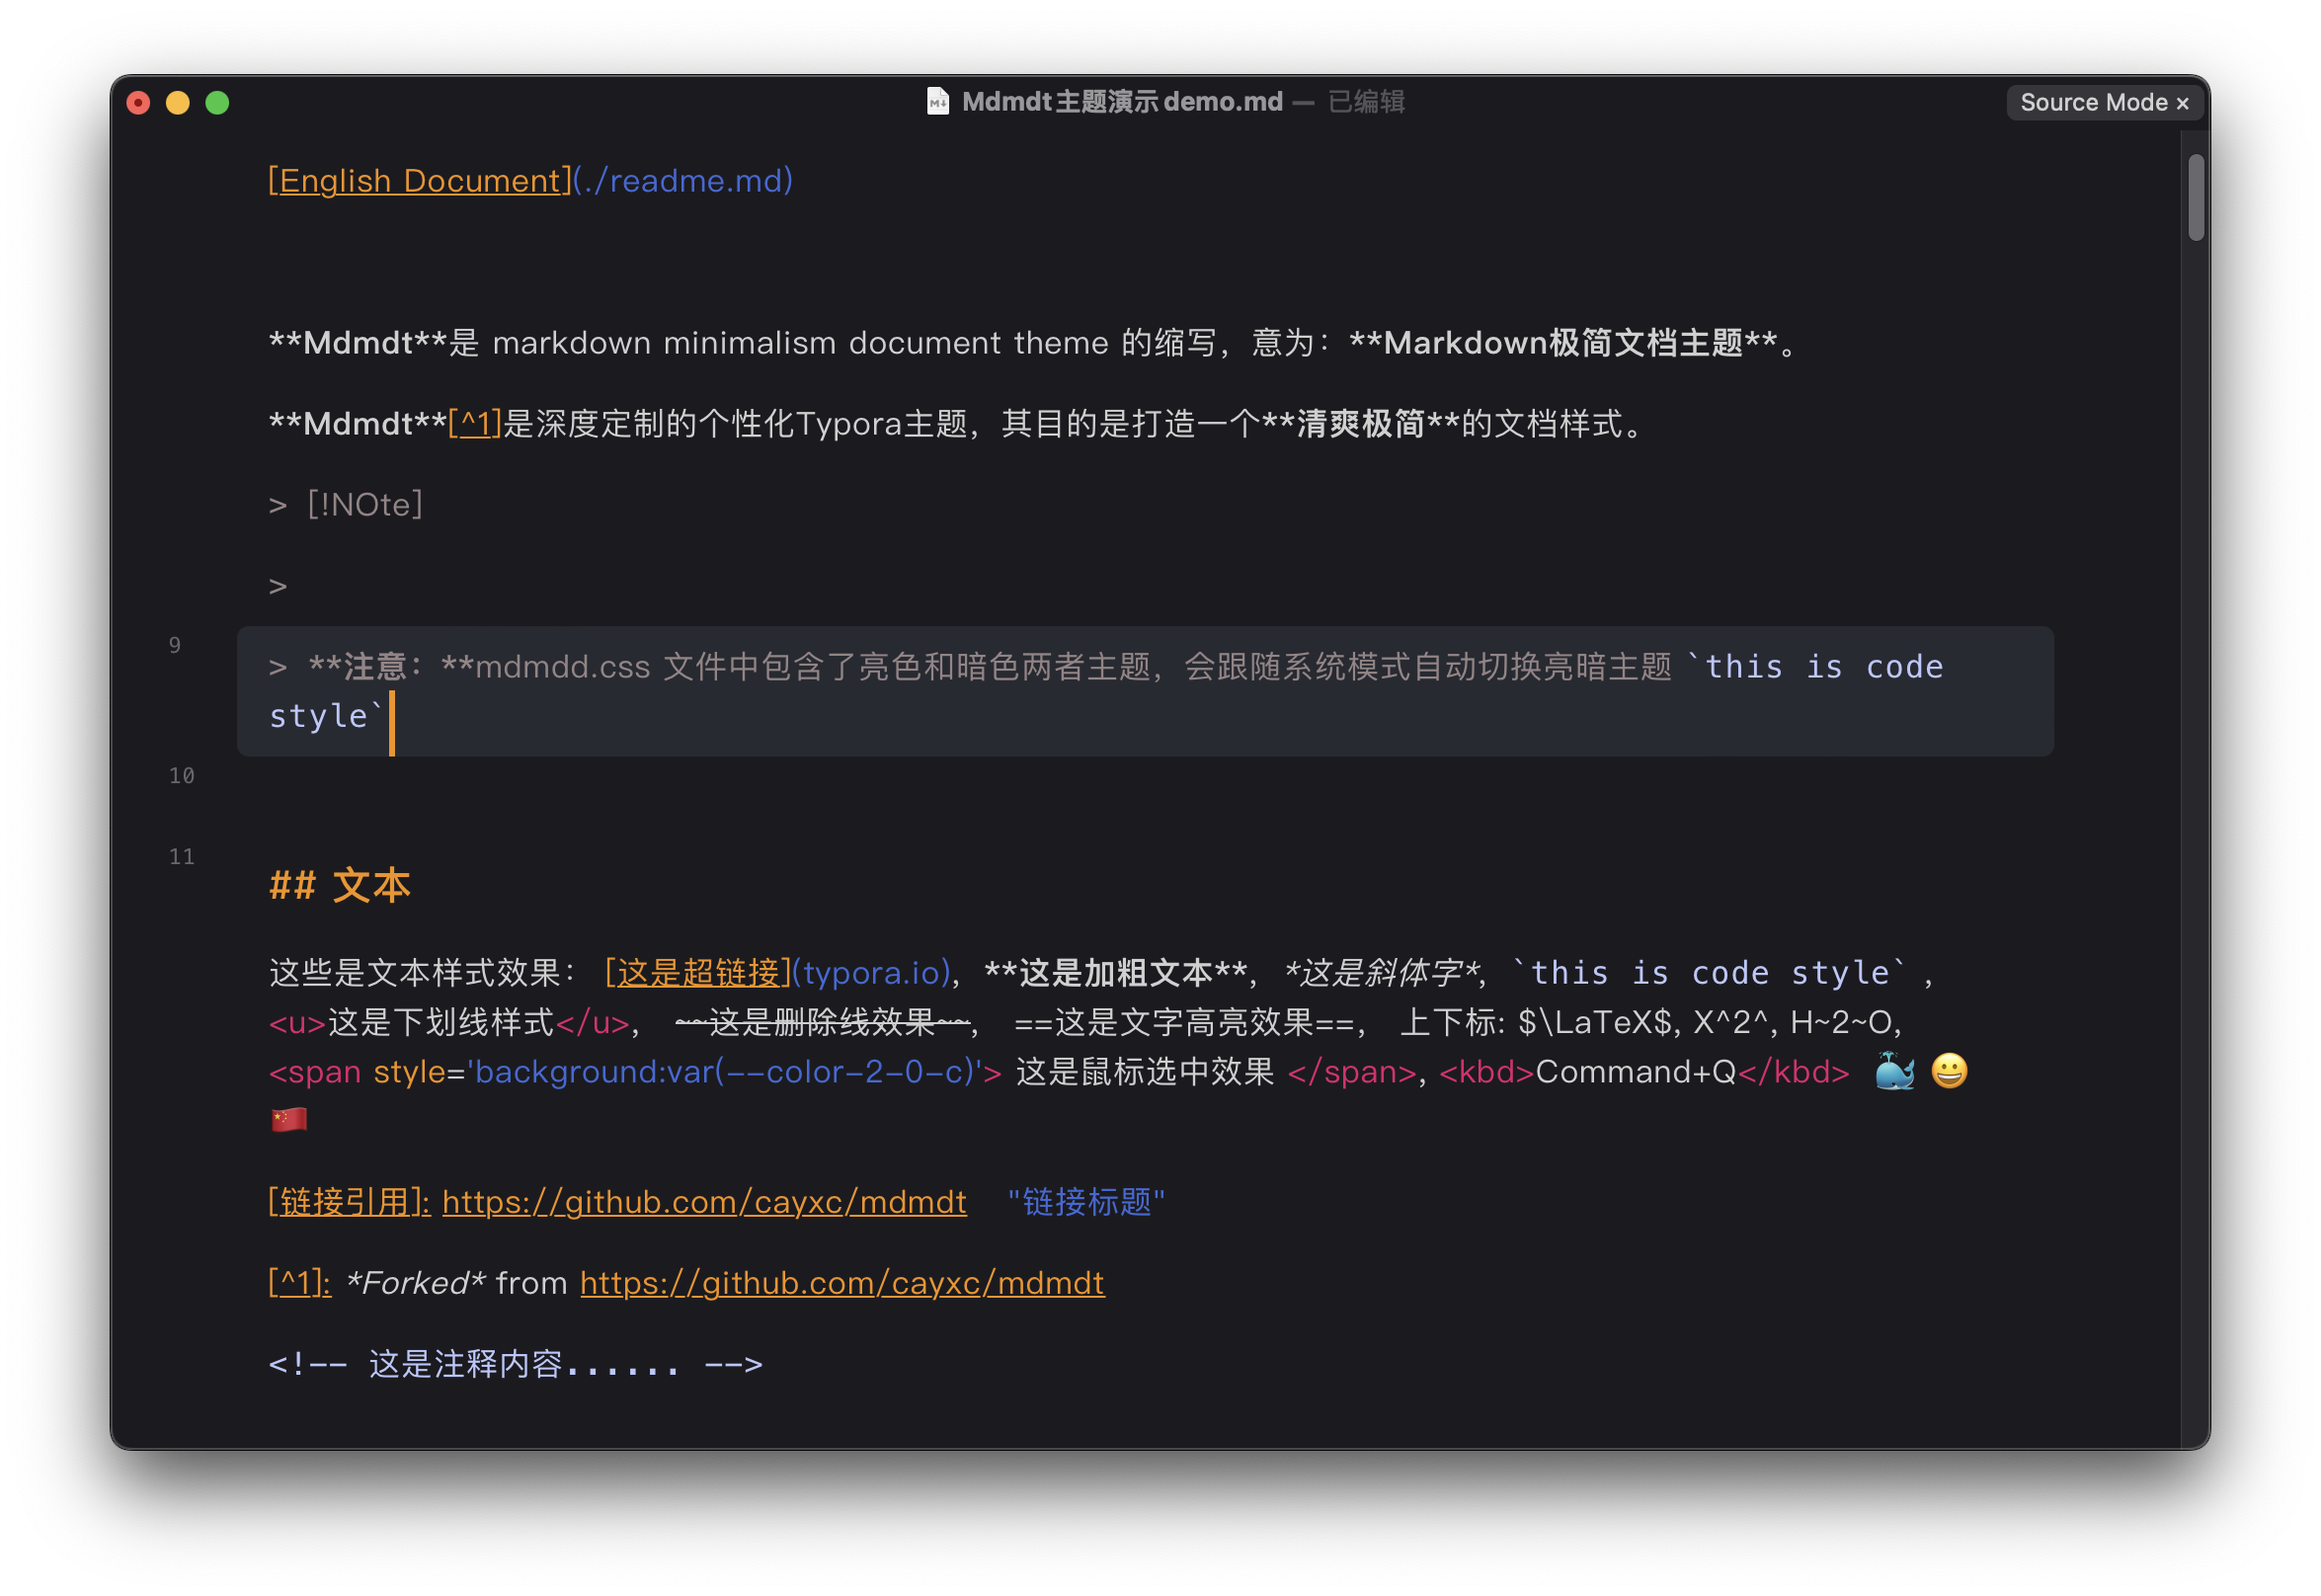 Mdmdt主题演示demo.md — 已编辑
Source Mode ×
[English Document](./readme.md)
**Mdmdt**是 markdown minimalism document theme 的缩写，意为：**Markdown极简文档主题**。
**Mdmdt**[^1]是深度定制的个性化Typora主题，其目的是打造一个**清爽极简**的文档样式。
> [!NOte]
>
9
> **注意：**mdmdd.css 文件中包含了亮色和暗色两者主题，会跟随系统模式自动切换亮暗主题 `this is code
style`
10
11
## 文本
这些是文本样式效果： [这是超链接](typora.io)，**这是加粗文本**，*这是斜体字*， `this is code style` ,
<u>这是下划线样式</u>， ~~这是删除线效果~~， ==这是文字高亮效果==， 上下标: $\LaTeX$, X^2^, H~2~O,
<span style='background:var(--color-2-0-c)'> 这是鼠标选中效果 </span>, <kbd>Command+Q</kbd> 🐳 😀
🇨🇳
[链接引用]: https://github.com/cayxc/mdmdt "链接标题"
[^1]: *Forked* from https://github.com/cayxc/mdmdt
<!-- 这是注释内容...... -->